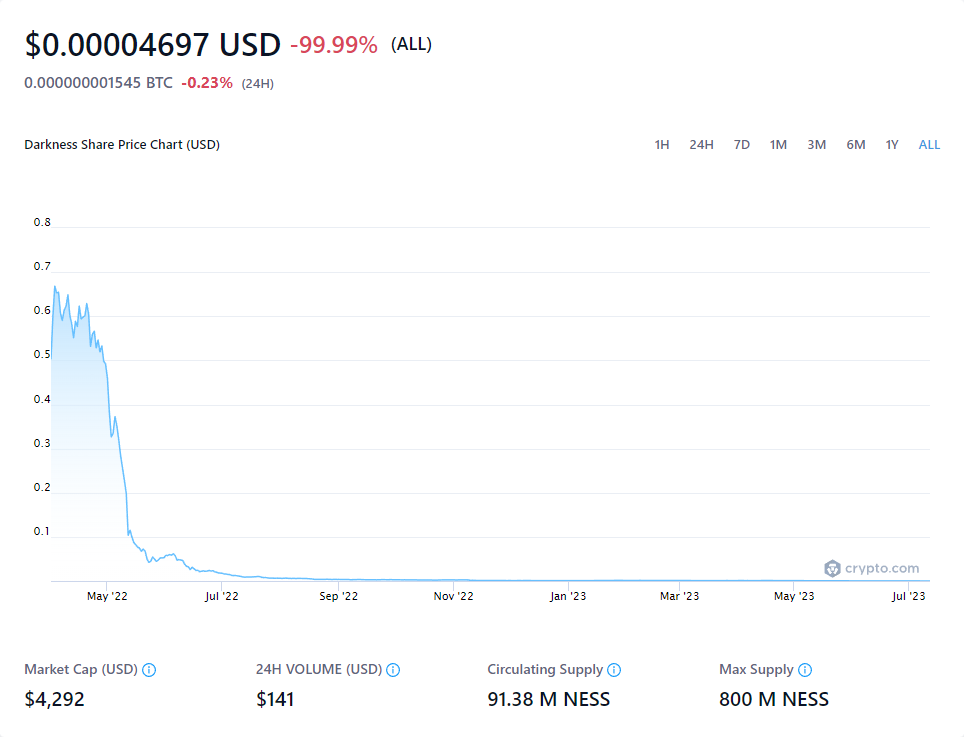 $0.00004697 USD -99.99% (ALL)
0.000000001545 BTC -0.23% (24H)
Darkness Share Price Chart (USD) 1H 24H 7D 1M 3M 6M 1Y ALL
0.8
0.7
0.6
0.5
0.4
0.3
0.2
0.1
crypto.com
May '22 Jul '22 Sep '22 Nov '22 Jan '23 Mar '23 May '23 Jul '23
Market Cap (USD) 24H VOLUME (USD) Circulating Supply Max Supply
$4,292 $141 91.38 M NESS 800 M NESS